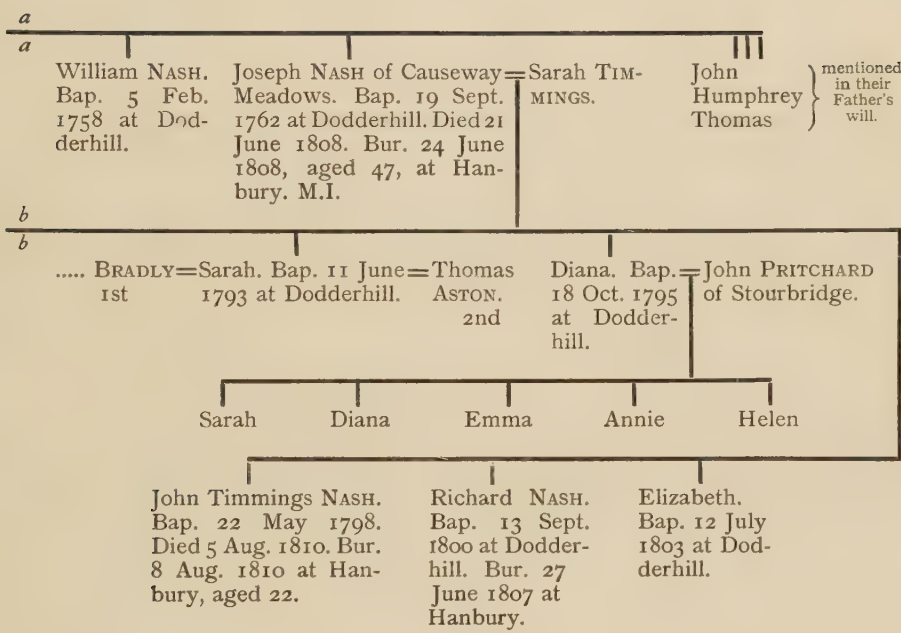 a
a
William NASH.
Bap. 5 Feb.
1758 at Dod-
derhill.
Joseph NASH of Causeway=Sarah TIM-
Meadows. Bap. 19 Sept. MINGS.
1762 at Dodderhill. Died 21
June 1808. Bur. 24 June
1808, aged 47, at Han-
bury. M.I.
John
Humphrey
Thomas
mentioned
in their
Father's
will.
b
b
..... BRADLY=Sarah. Bap. 11 June=Thomas
1st 1793 at Dodderhill. ASTON.
2nd
Diana. Bap.=John PRITCHARD
18 Oct. 1795 of Stourbridge.
at Dodder-
hill.
Sarah Diana Emma Annie Helen
John Timmings NASH.
Bap. 22 May 1798.
Died 5 Aug. 1810. Bur.
8 Aug. 1810 at Han-
bury, aged 22.
Richard NASH.
Bap. 13 Sept.
1800 at Dodder-
hill. Bur. 27
June 1807 at
Hanbury.
Elizabeth.
Bap. 12 July
1803 at Dod-
derhill.